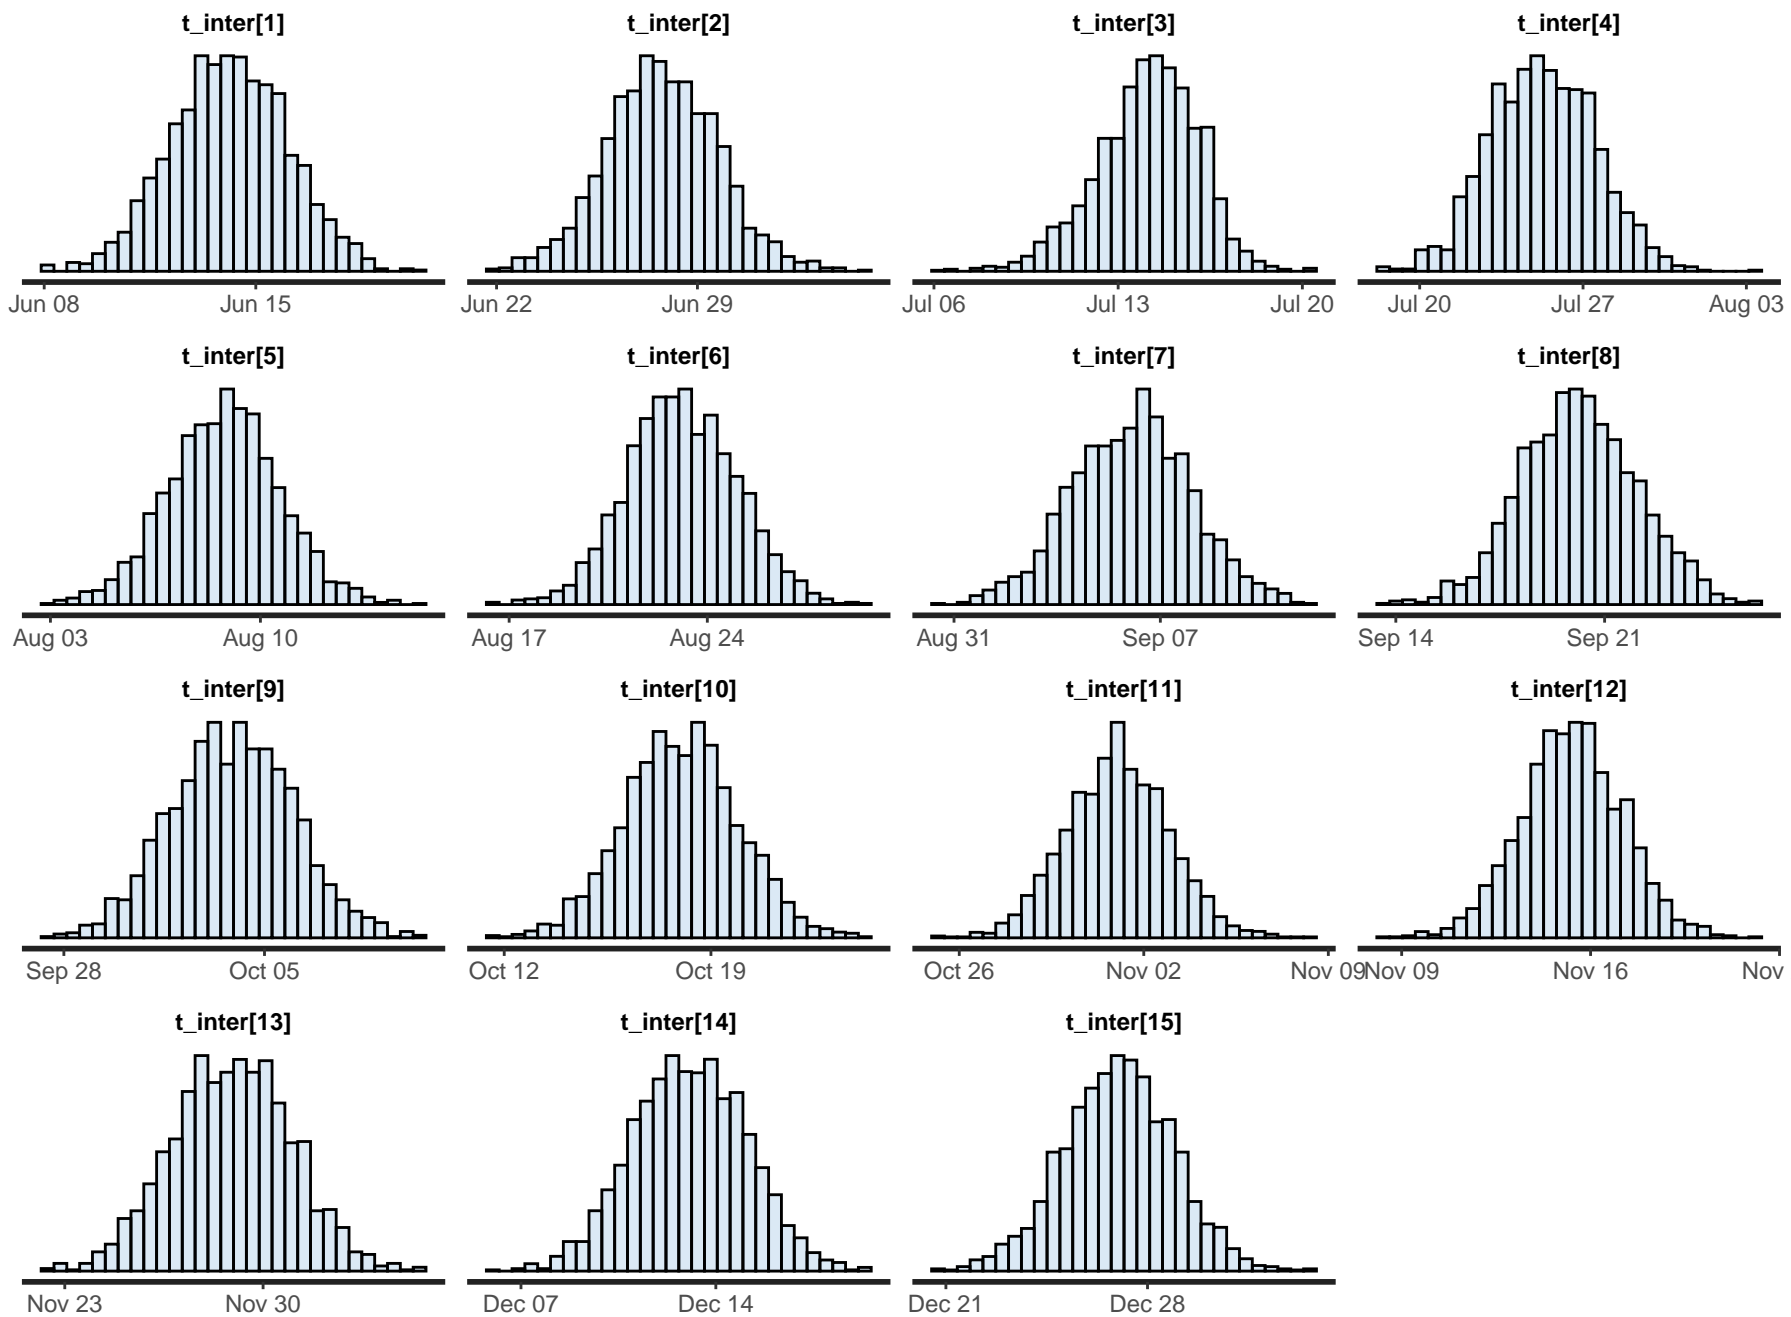 t_inter[1] t_inter[2] t_inter[3] t_inter[4]
Jun 08 Jun 15 Jun 22 Jun 29 Jul 06 Jul 13 Jul 20 Jul 20 Jul 27 Aug 03
t_inter[5] t_inter[6] t_inter[7] t_inter[8]
Aug 03 Aug 10 Aug 17 Aug 24 Aug 31 Sep 07 Sep 14 Sep 21
t_inter[9] t_inter[10] t_inter[11] t_inter[12]
Sep 28 Oct 05 Oct 12 Oct 19 Oct 26 Nov 02 Nov 09 Nov 09 Nov 16 Nov
t_inter[13] t_inter[14] t_inter[15]
Nov 23 Nov 30 Dec 07 Dec 14 Dec 21 Dec 28